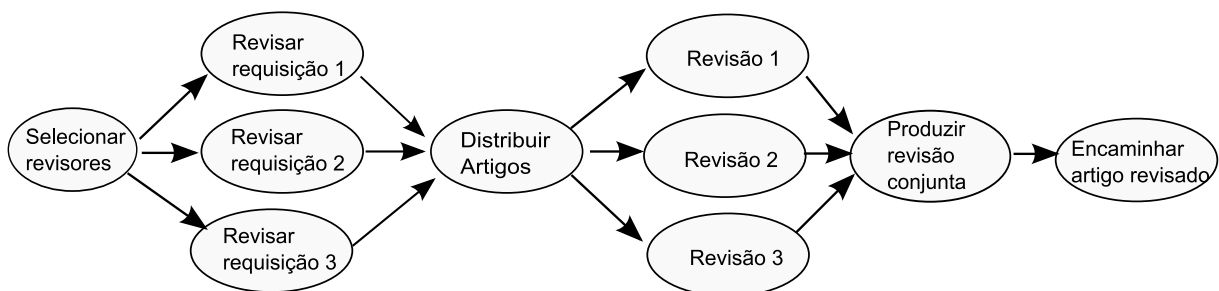 Selecionar
revisores
Revisar
requisição 1
Revisar
requisição 2
Revisar
requisição 3
Distribuir
Artigos
Revisão 1
Revisão 2
Revisão 3
Produzir
revisão
conjunta
Encaminhar
artigo revisado